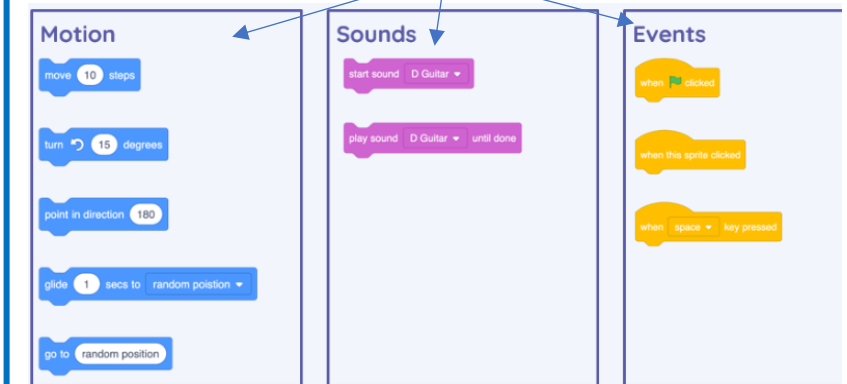 Motion
move 10 steps
turn 15 degrees
point in direction 180
glide 1 secs to random poistion
go to random position
Sounds
start sound D Guitar
play sound D Guitar until done
Events
when clicked
when this sprite clicked
when space key pressed